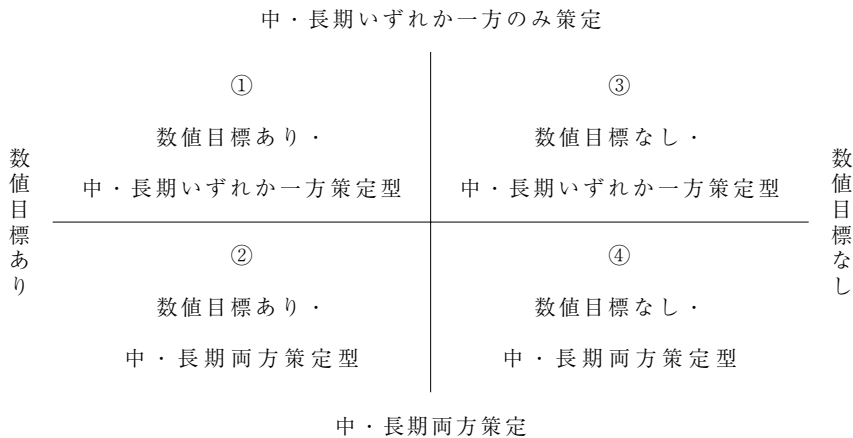 中・長期いずれか一方のみ策定
①
数値目標あり・
中・長期いずれか一方策定型
③
数値目標なし・
中・長期いずれか一方策定型
数値目標あり
数値目標なし
②
数値目標あり・
中・長期両方策定型
④
数値目標なし・
中・長期両方策定型
中・長期両方策定